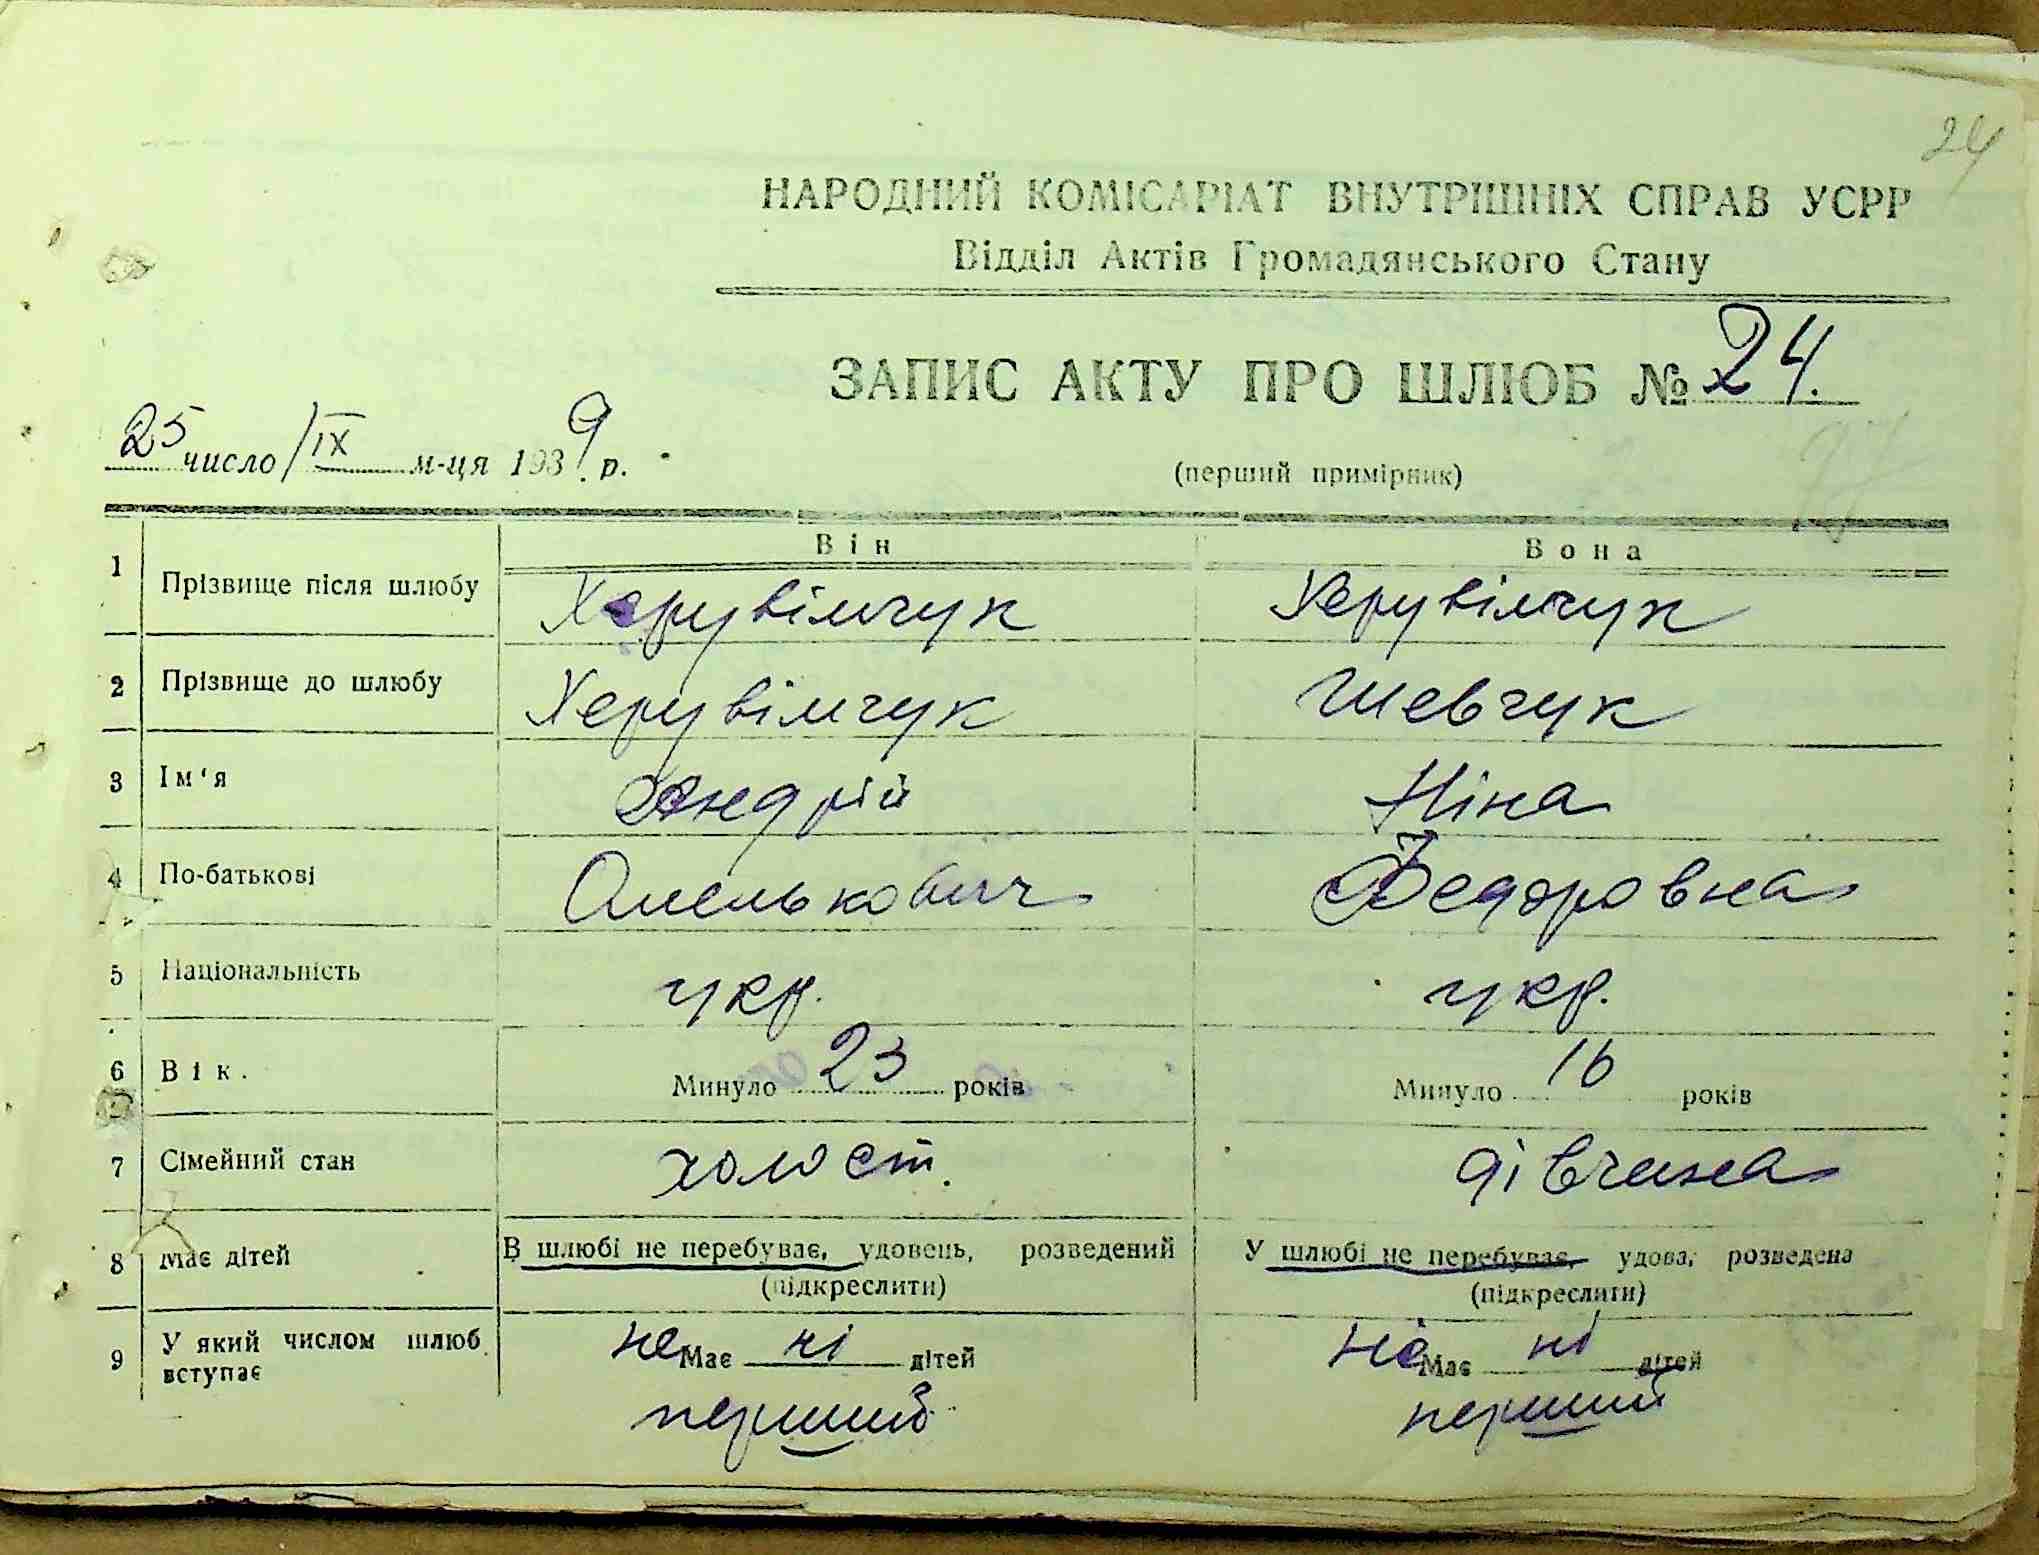 24
НАРОДНИЙ КОМІСАРІАТ ВНУТРІШНІХ СПРАВ УСРР
Відділ Актів Громадянського Стану
ЗАПИС АКТУ ПРО ШЛЮБ № 24.
25 число / IX м-ця 1939 р.
(перший примірник)
Він Вона
1 Прізвище після шлюбу Херувімчук Херувімчук
2 Прізвище до шлюбу Херувімчук Шевчук
3 Ім'я Андрій Ніна
4 По-батькові Омелькович Федоровна
5 Національність укр. укр.
6 Вік. Минуло 23 років Минуло 16 років
7 Сімейний стан холост. дівчина
8 Має дітей В шлюбі не перебуває, удовець, розведений У шлюбі не перебуває, удова, розведена
(підкреслити) (підкреслити)
9 У який числом шлюб вступає не Має ні дітей не Має ні дітей
перший перший